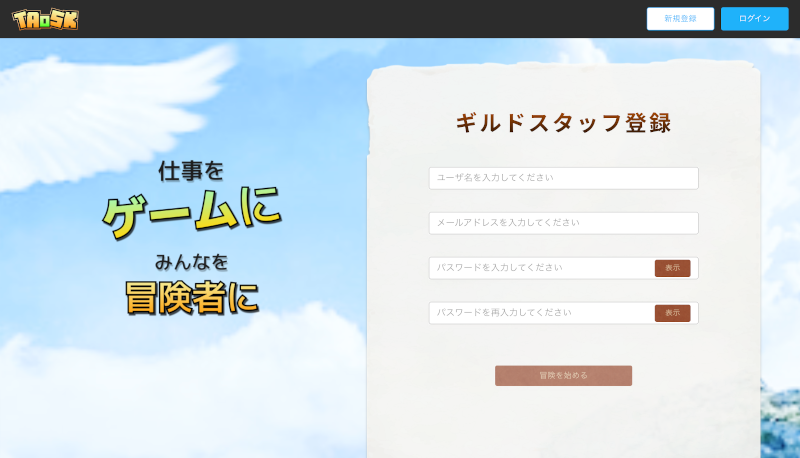 TAOSK
新規登録
ログイン
仕事を
ゲームに
みんなを
冒険者に
ギルドスタッフ登録
ユーザ名を入力してください
メールアドレスを入力してください
パスワードを入力してください
表示
パスワードを再入力してください
表示
冒険を始める